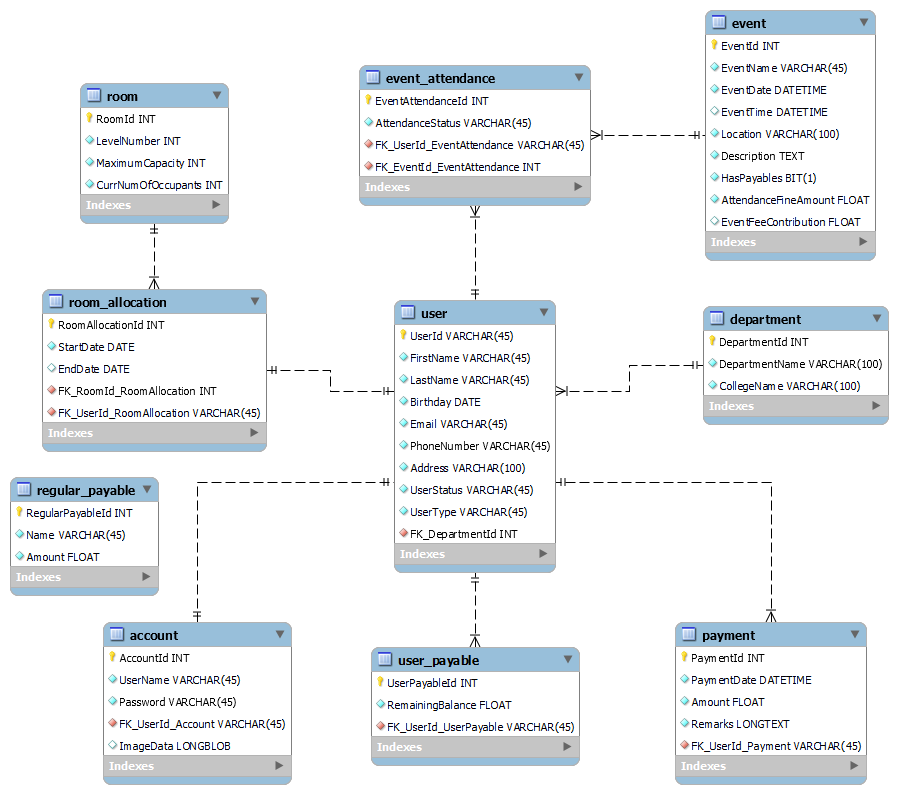 event
EventId INT
EventName VARCHAR(45)
EventDate DATETIME
EventTime DATETIME
Location VARCHAR(100)
Description TEXT
HasPayables BIT(1)
AttendanceFineAmount FLOAT
EventFeeContribution FLOAT
Indexes
event_attendance
EventAttendanceId INT
AttendanceStatus VARCHAR(45)
FK_UserId_EventAttendance VARCHAR(45)
FK_EventId_EventAttendance INT
Indexes
room
RoomId INT
LevelNumber INT
MaximumCapacity INT
CurrNumOfOccupants INT
Indexes
room_allocation
RoomAllocationId INT
StartDate DATE
EndDate DATE
FK_RoomId_RoomAllocation INT
FK_UserId_RoomAllocation VARCHAR(45)
Indexes
user
UserId VARCHAR(45)
FirstName VARCHAR(45)
LastName VARCHAR(45)
Birthday DATE
Email VARCHAR(45)
PhoneNumber VARCHAR(45)
Address VARCHAR(100)
UserStatus VARCHAR(45)
UserType VARCHAR(45)
FK_DepartmentId INT
Indexes
department
DepartmentId INT
DepartmentName VARCHAR(100)
CollegeName VARCHAR(100)
Indexes
regular_payable
RegularPayableId INT
Name VARCHAR(45)
Amount FLOAT
Indexes
account
AccountId INT
UserName VARCHAR(45)
Password VARCHAR(45)
FK_UserId_Account VARCHAR(45)
ImageData LONGBLOB
Indexes
user_payable
UserPayableId INT
RemainingBalance FLOAT
FK_UserId_UserPayable VARCHAR(45)
Indexes
payment
PaymentId INT
PaymentDate DATETIME
Amount FLOAT
Remarks LONGTEXT
FK_UserId_Payment VARCHAR(45)
Indexes